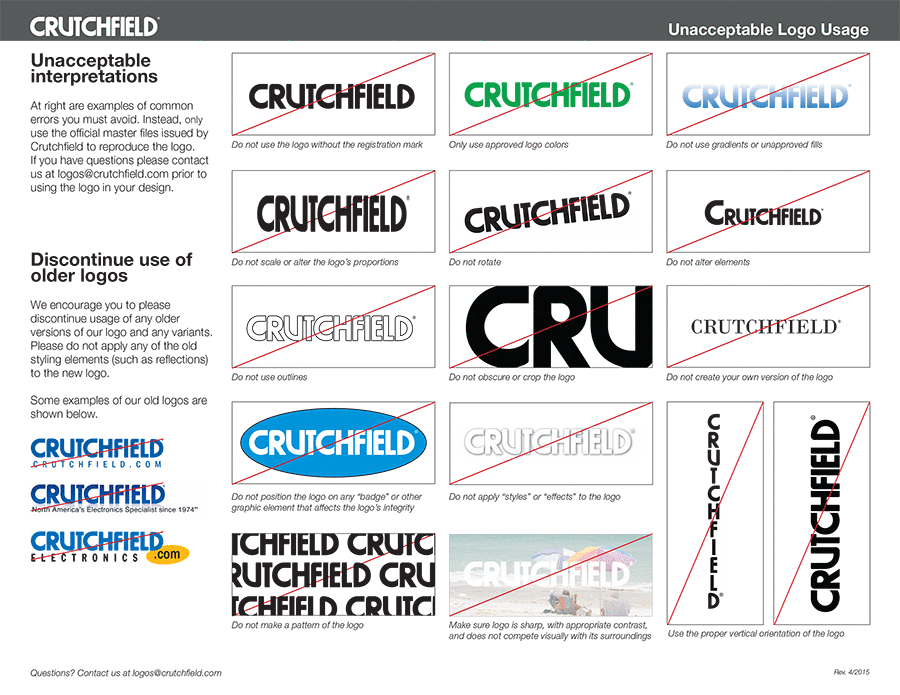 CRUTCHFIELD®
Unacceptable Logo Usage
Unacceptable
interpretations
At right are examples of common
errors you must avoid. Instead, only
use the official master files issued by
Crutchfield to reproduce the logo.
If you have questions please contact
us at logos@crutchfield.com prior to
using the logo in your design.
Discontinue use of
older logos
We encourage you to please
discontinue usage of any older
versions of our logo and any variants.
Please do not apply any of the old
styling elements (such as reflections)
to the new logo.
Some examples of our old logos are
shown below.
CRUTCHFIELD
CRUTCHFIELD.COM
CRUTCHFIELD®
North America's Electronics Specialist since 1974℠
CRUTCHFIELD
ELECTRONICS .com
CRUTCHFIELD
Do not use the logo without the registration mark
CRUTCHFIELD®
Only use approved logo colors
CRUTCHFIELD®
Do not use gradients or unapproved fills
CRUTCHFIELD®
Do not scale or alter the logo's proportions
CRUTCHFIELD®
Do not rotate
CRUTCHFIELD®
Do not alter elements
CRUTCHFIELD®
Do not use outlines
CRU
Do not obscure or crop the logo
CRUTCHFIELD®
Do not create your own version of the logo
CRUTCHFIELD®
Do not position the logo on any "badge" or other
graphic element that affects the logo's integrity
CRUTCHFIELD®
Do not apply "styles" or "effects" to the logo
CRUTCHFIELD®
CRUTCHFIELD®
Use the proper vertical orientation of the logo
TCHFIELD CRUTC
RUTCHFIELD CRU
TCHFIELD CRUTC
Do not make a pattern of the logo
CRUTCHFIELD
Make sure logo is sharp, with appropriate contrast,
and does not compete visually with its surroundings
Questions? Contact us at logos@crutchfield.com
Rev. 4/2015